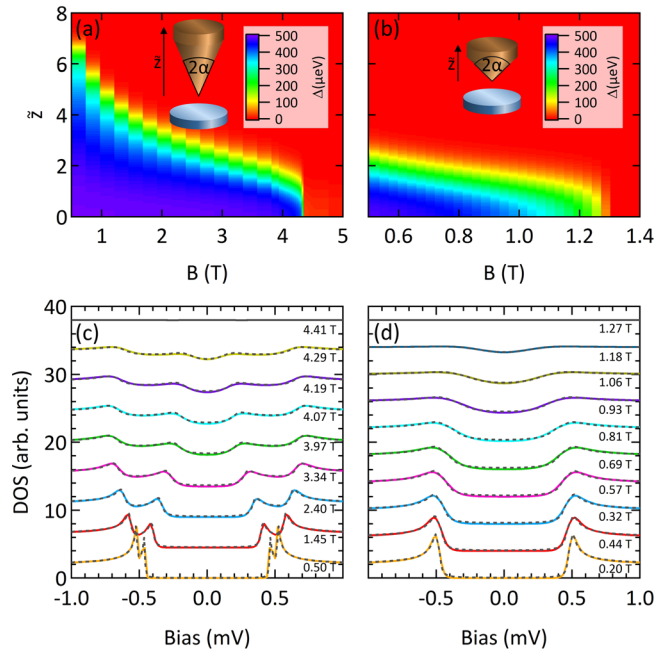 (a)
2α
z̃
500
400
300
200
100
0
Δ(μeV)
(b)
2α
z̃
500
400
300
200
100
0
Δ(μeV)
8
6
4
2
0
z̃
1 2 3 4 5
B (T)
0.6 0.8 1.0 1.2 1.4
B (T)
(c)
4.41 T
4.29 T
4.19 T
4.07 T
3.97 T
3.34 T
2.40 T
1.45 T
0.50 T
(d)
1.27 T
1.18 T
1.06 T
0.93 T
0.81 T
0.69 T
0.57 T
0.32 T
0.44 T
0.20 T
40
30
20
10
0
DOS (arb. units)
-1.0 -0.5 0.0 0.5
Bias (mV)
-0.5 0.0 0.5 1.0
Bias (mV)